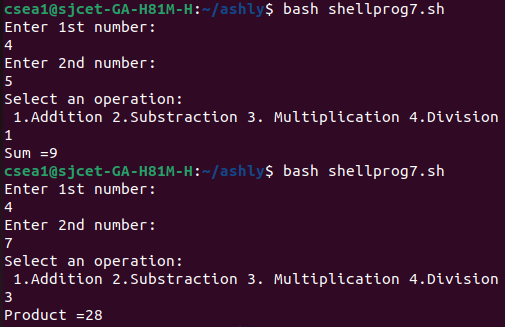 csea1@sjcet-GA-H81M-H:~/ashly$ bash shellprog7.sh
Enter 1st number:
4
Enter 2nd number:
5
Select an operation:
 1.Addition 2.Substraction 3. Multiplication 4.Division
1
Sum =9
csea1@sjcet-GA-H81M-H:~/ashly$ bash shellprog7.sh
Enter 1st number:
4
Enter 2nd number:
7
Select an operation:
 1.Addition 2.Substraction 3. Multiplication 4.Division
3
Product =28